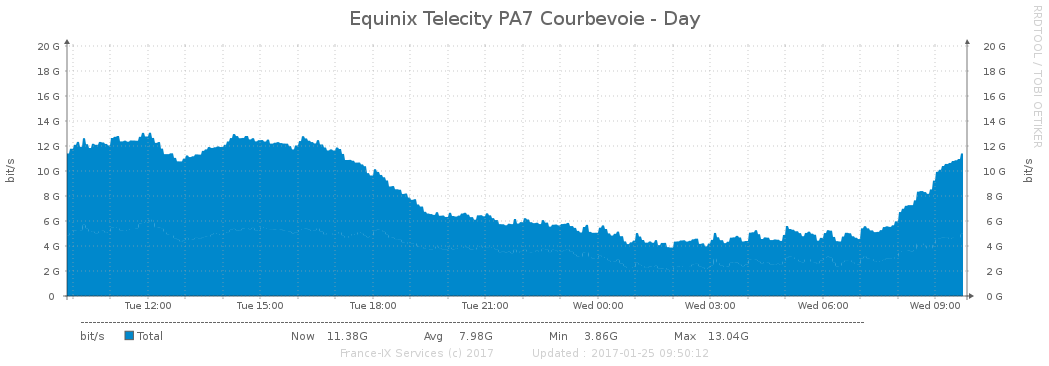 Equinix Telecity PA7 Courbevoie - Day
RRDTOOL / TOBI OETIKER
20 G 20 G
18 G 18 G
16 G 16 G
14 G 14 G
12 G 12 G
10 G 10 G
8 G 8 G
6 G 6 G
4 G 4 G
2 G 2 G
0 0 G
bit/s bit/s
Tue 12:00 Tue 15:00 Tue 18:00 Tue 21:00 Wed 00:00 Wed 03:00 Wed 06:00 Wed 09:00
bit/s Total Now 11.38G Avg 7.98G Min 3.86G Max 13.04G
France-IX Services (c) 2017 Updated : 2017-01-25 09:50:12